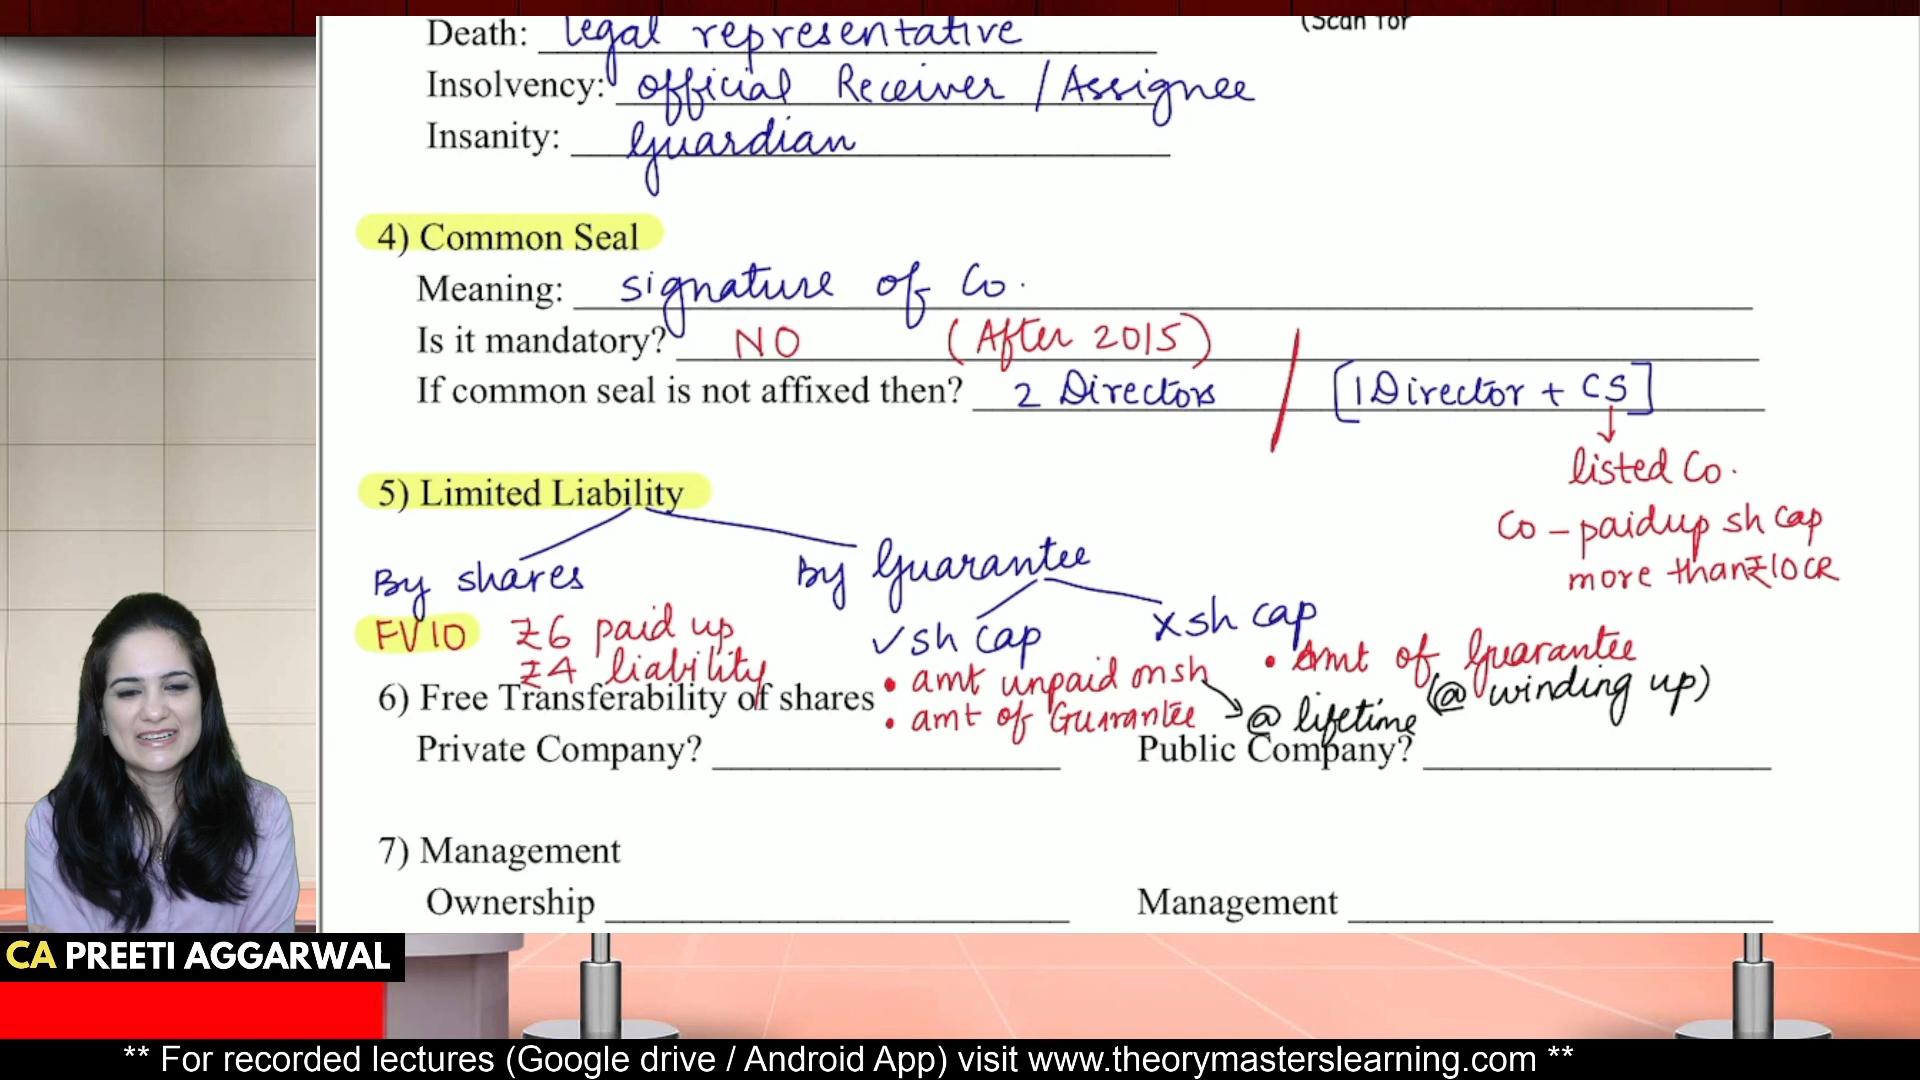 (Scan for
Death: legal representative
Insolvency: official Receiver / Assignee
Insanity: Guardian
4) Common Seal
Meaning: signature of Co.
Is it mandatory? NO (After 2015)
If common seal is not affixed then? 2 Directors / [1 Director + CS]
listed Co.
Co – paidup sh cap
more than ₹10 CR
5) Limited Liability
By shares
By Guarantee
FV 10 ₹6 paid up
₹4 liability
✓ sh cap
• amt unpaid on sh
• amt of Guarantee
@ lifetime
x sh cap
• Amt of Guarantee
(@ winding up)
6) Free Transferability of shares
Private Company? Public Company?
7) Management
Ownership Management
CA PREETI AGGARWAL
** For recorded lectures (Google drive / Android App) visit www.theorymasterslearning.com **